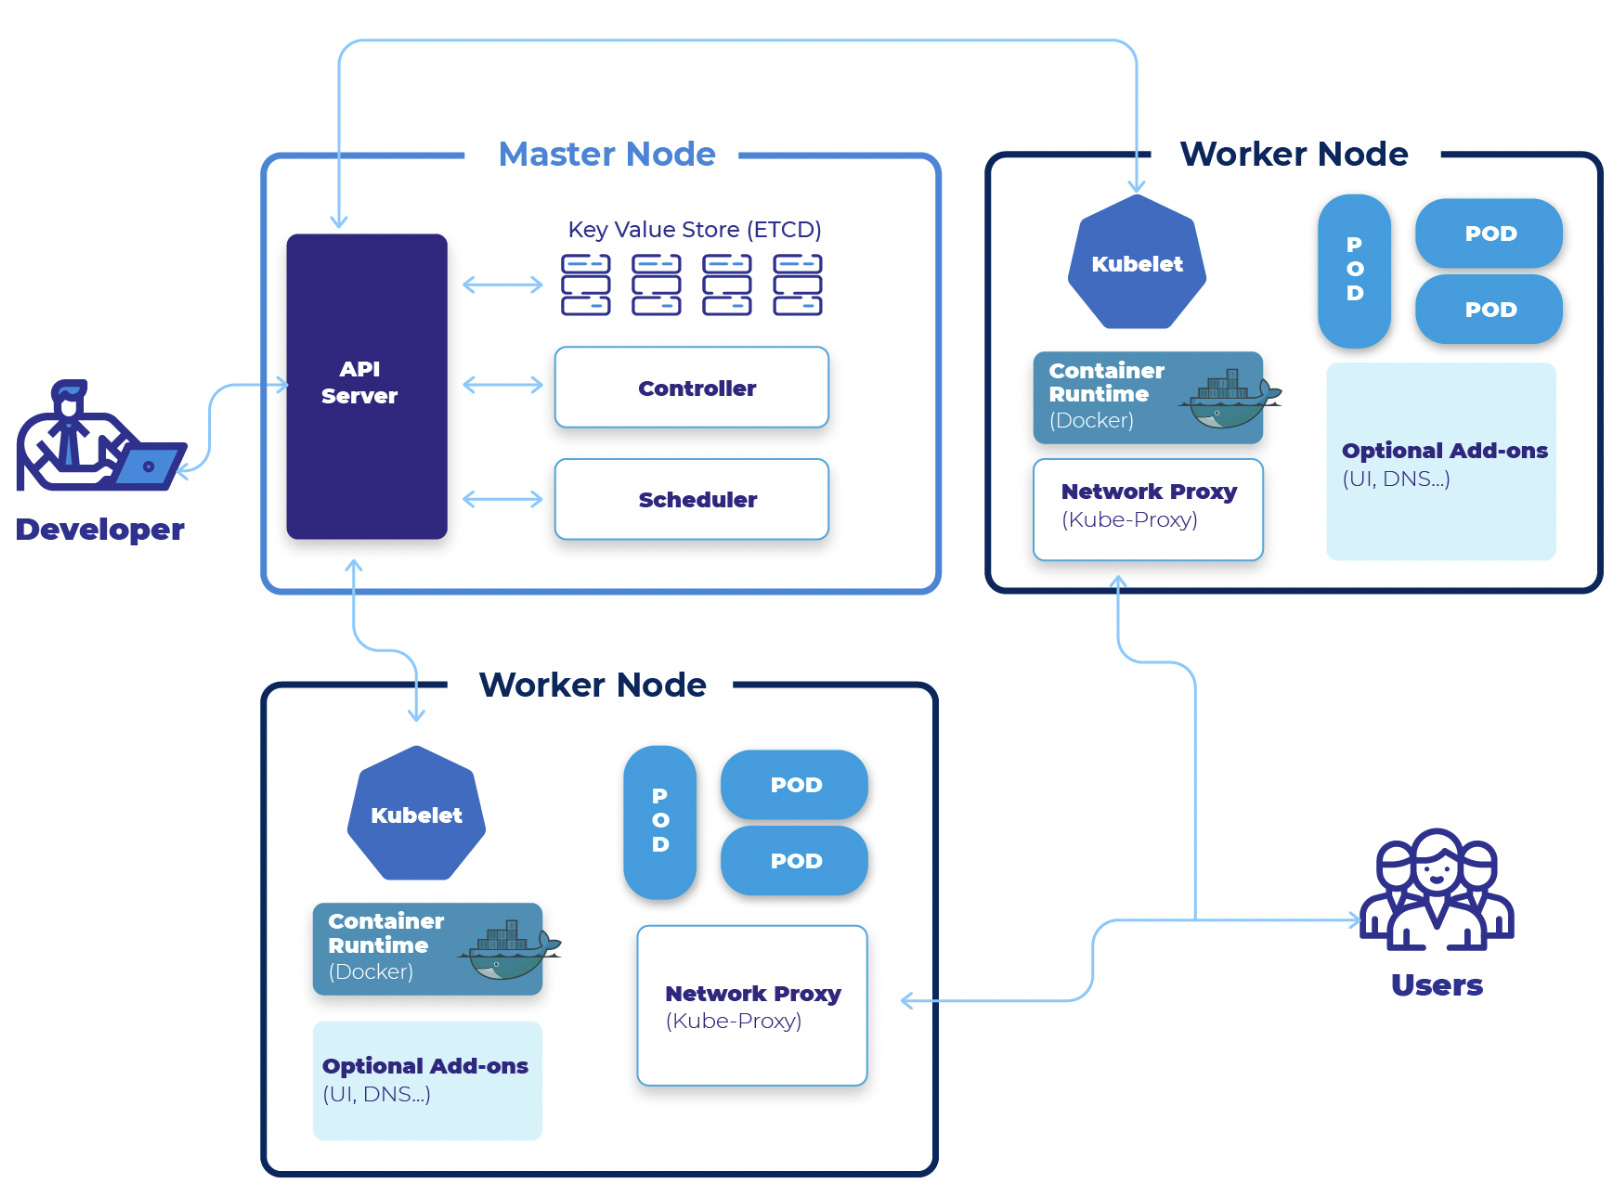 Master Node
Key Value Store (ETCD)
API
Server
Controller
Scheduler
Developer
Worker Node
Kubelet
P
O
D
POD
POD
Container
Runtime
(Docker)
Network Proxy
(Kube-Proxy)
Optional Add-ons
(UI, DNS...)
Worker Node
Kubelet
P
O
D
POD
POD
Container
Runtime
(Docker)
Network Proxy
(Kube-Proxy)
Optional Add-ons
(UI, DNS...)
Users